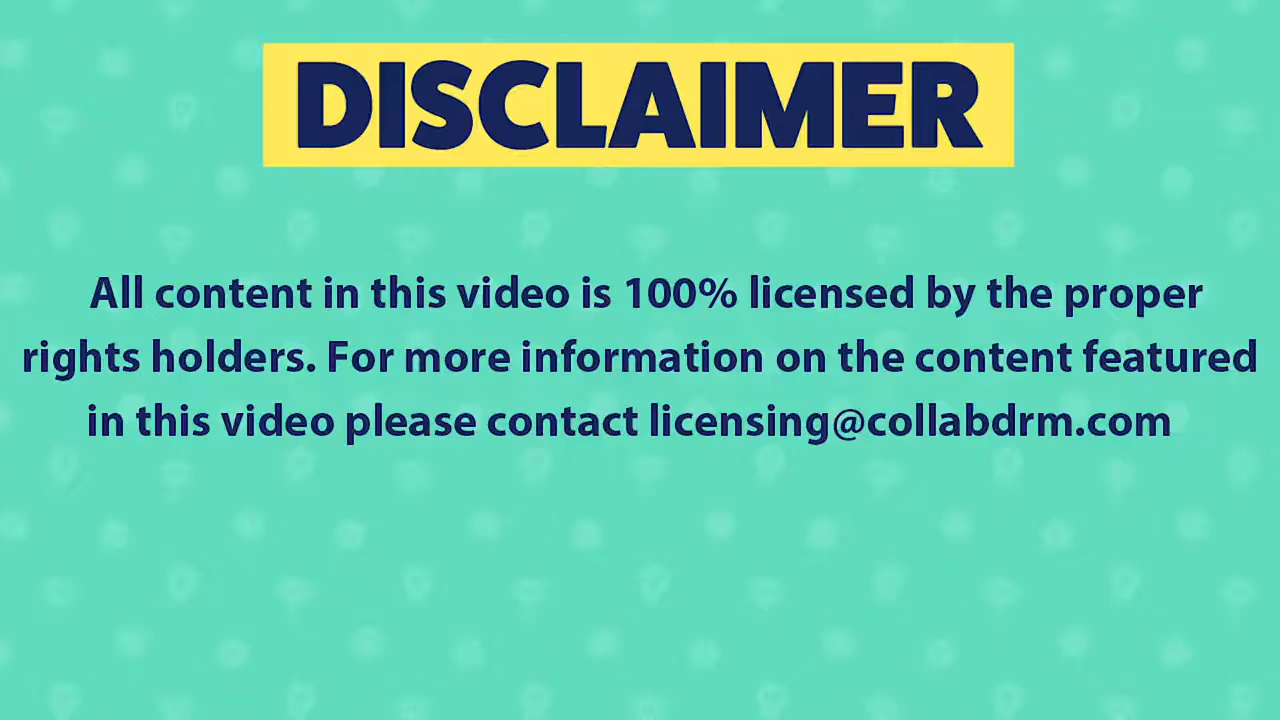 DISCLAIMER
All content in this video is 100% licensed by the proper
rights holders. For more information on the content featured
in this video please contact licensing@collabdrm.com